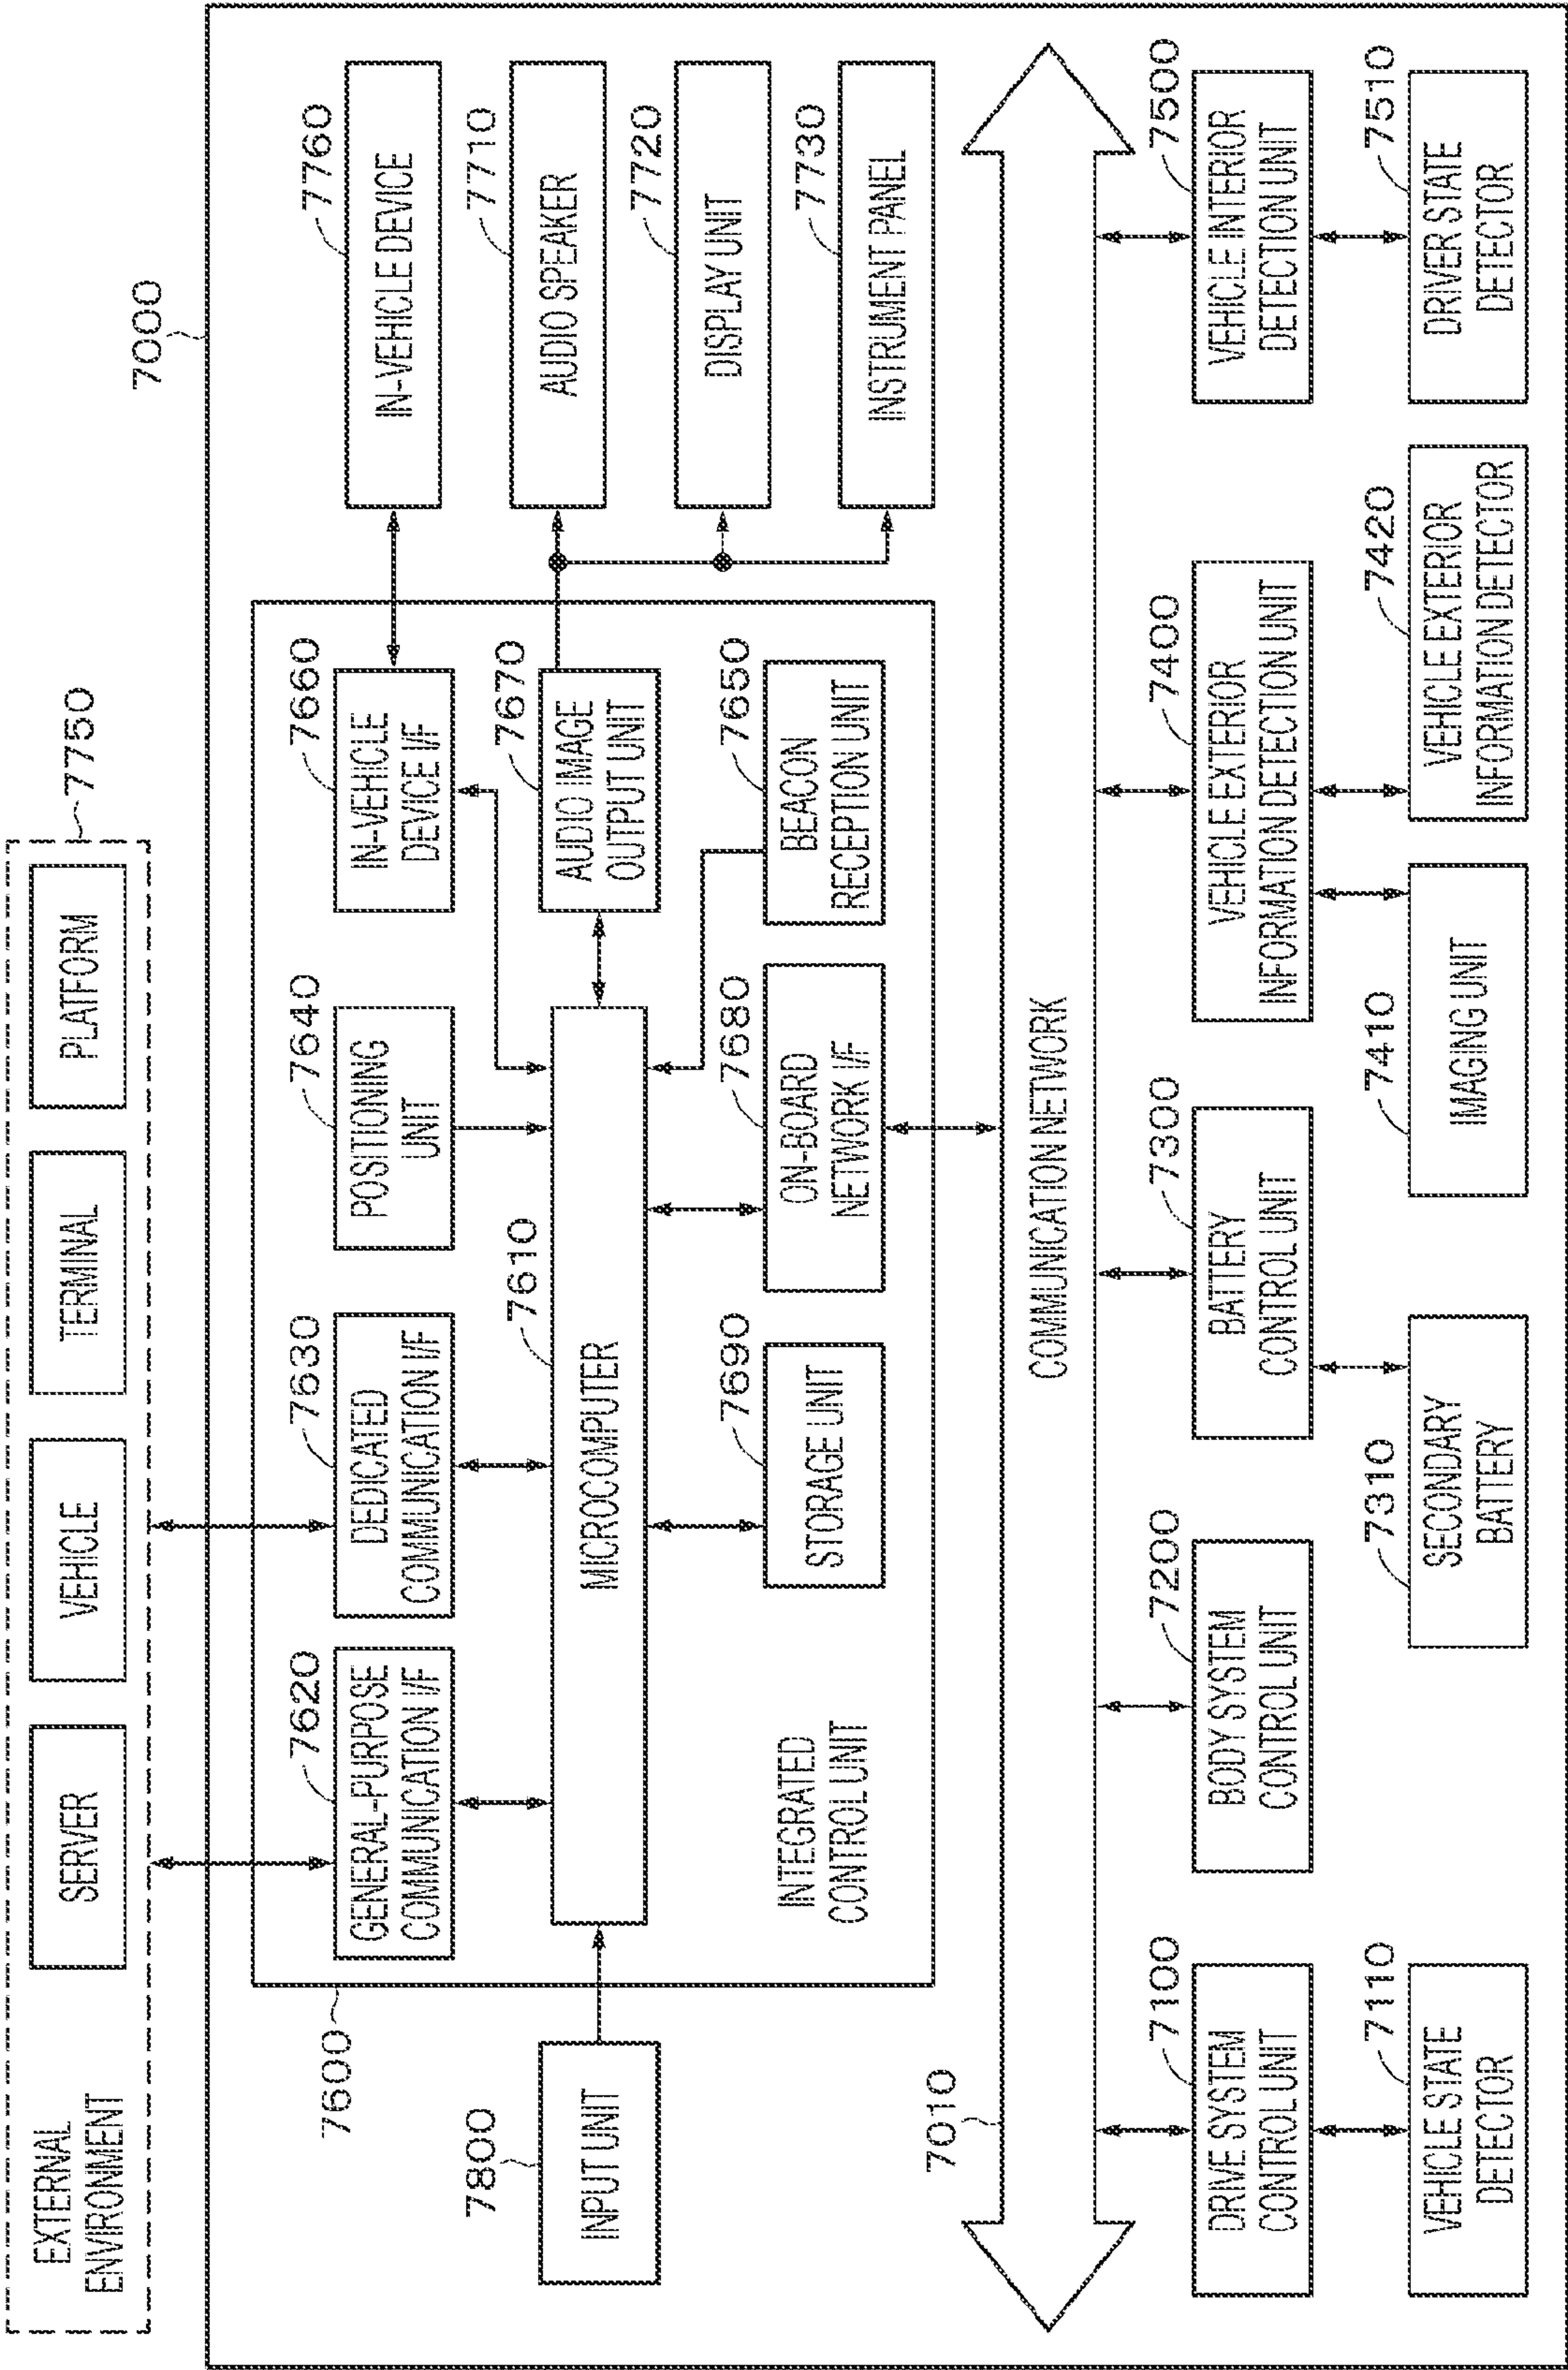 EXTERNAL
ENVIRONMENT
SERVER
VEHICLE
TERMINAL
PLATFORM
7750
7000
7600
7620
GENERAL-PURPOSE
COMMUNICATION I/F
7630
DEDICATED
COMMUNICATION I/F
7640
POSITIONING
UNIT
7660
IN-VEHICLE
DEVICE I/F
7760
IN-VEHICLE DEVICE
7800
INPUT UNIT
7610
MICROCOMPUTER
7670
AUDIO IMAGE
OUTPUT UNIT
7710
AUDIO SPEAKER
7720
DISPLAY UNIT
7730
INSTRUMENT PANEL
INTEGRATED
CONTROL UNIT
7690
STORAGE UNIT
7680
ON-BOARD
NETWORK I/F
7650
BEACON
RECEPTION UNIT
7010
COMMUNICATION NETWORK
7100
DRIVE SYSTEM
CONTROL UNIT
7200
BODY SYSTEM
CONTROL UNIT
7300
BATTERY
CONTROL UNIT
7400
VEHICLE EXTERIOR
INFORMATION DETECTION UNIT
7500
VEHICLE INTERIOR
DETECTION UNIT
7110
VEHICLE STATE
DETECTOR
7310
SECONDARY
BATTERY
7410
IMAGING UNIT
7420
VEHICLE EXTERIOR
INFORMATION DETECTOR
7510
DRIVER STATE
DETECTOR